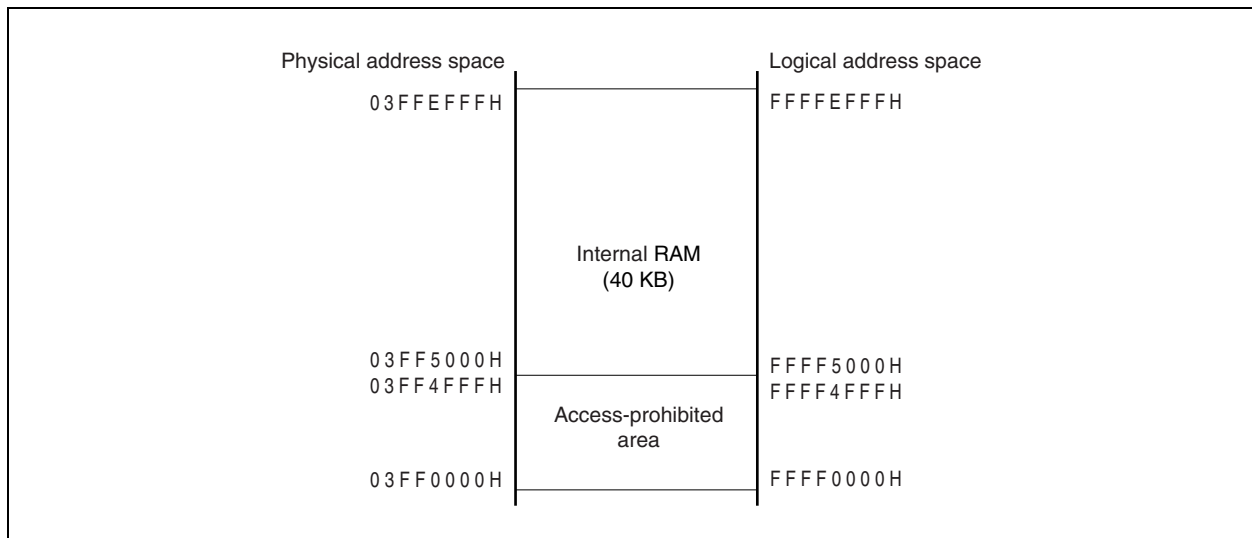 Physical address space
Logical address space
03FFEFFFH
FFFFEFFFH
Internal RAM
(40 KB)
03FF5000H
FFFF5000H
03FF4FFFH
FFFF4FFFH
Access-prohibited
area
03FF0000H
FFFF0000H